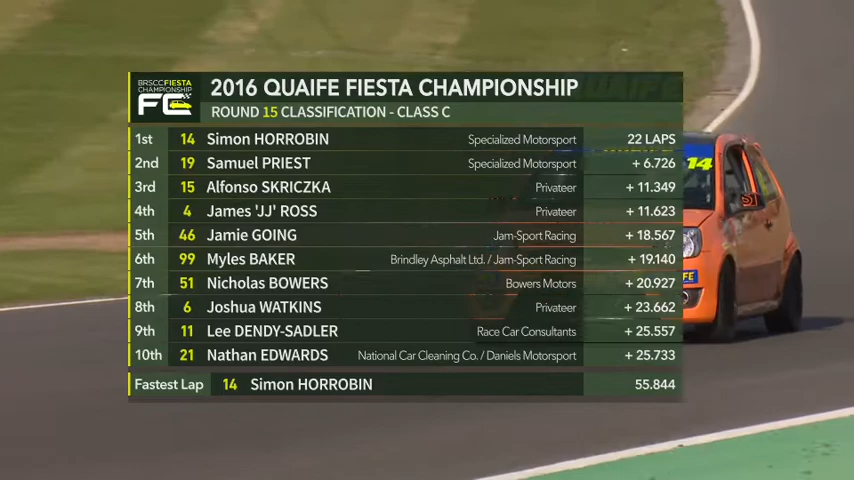 BRSCC FIESTA
CHAMPIONSHIP
FC
2016 QUAIFE FIESTA CHAMPIONSHIP
ROUND 15 CLASSIFICATION - CLASS C
1st 14 Simon HORROBIN Specialized Motorsport 22 LAPS
2nd 19 Samuel PRIEST Specialized Motorsport + 6.726
3rd 15 Alfonso SKRICZKA Privateer + 11.349
4th 4 James 'JJ' ROSS Privateer + 11.623
5th 46 Jamie GOING Jam-Sport Racing + 18.567
6th 99 Myles BAKER Brindley Asphalt Ltd. / Jam-Sport Racing + 19.140
7th 51 Nicholas BOWERS Bowers Motors + 20.927
8th 6 Joshua WATKINS Privateer + 23.662
9th 11 Lee DENDY-SADLER Race Car Consultants + 25.557
10th 21 Nathan EDWARDS National Car Cleaning Co. / Daniels Motorsport + 25.733
Fastest Lap 14 Simon HORROBIN 55.844
14